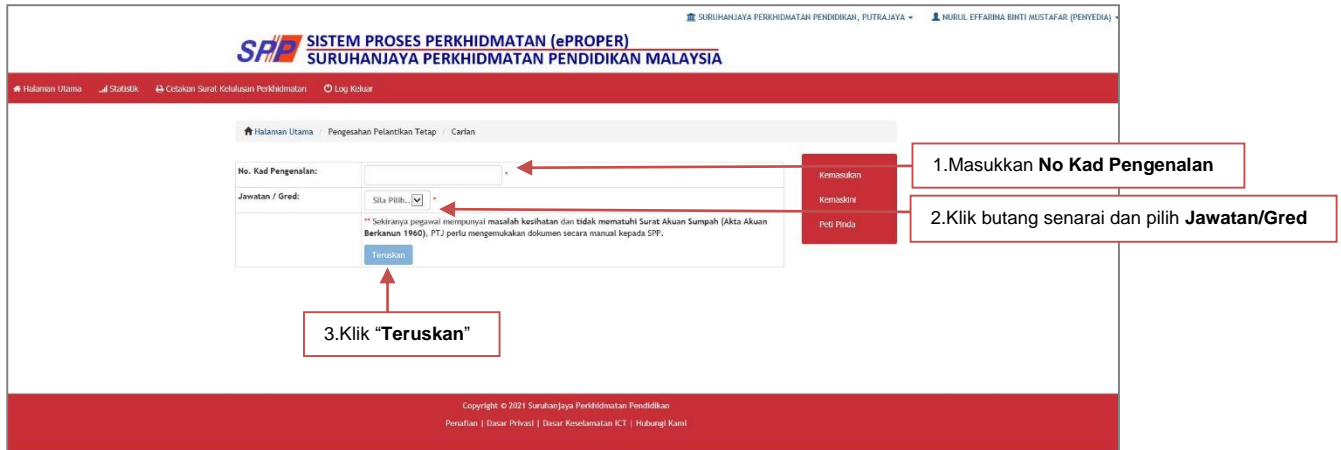 SURUHANJAYA PERKHIDMATAN PENDIDIKAN, PUTRAJAYA
NURUL EFFARINA BINTI MUSTAFAR (PENYEDIA)
SPP
SISTEM PROSES PERKHIDMATAN (ePROPER)
SURUHANJAYA PERKHIDMATAN PENDIDIKAN MALAYSIA
Halaman Utama Statistik Cetakan Surat Kelulusan Perkhidmatan Log Keluar
Halaman Utama / Pengesahan Pelantikan Tetap / Carian
No. Kad Pengenalan: *
Jawatan / Gred: Sila Pilih... *
** Sekiranya pegawai mempunyai masalah kesihatan dan tidak mematuhi Surat Akuan Sumpah (Akta Akuan
Berkanun 1960), PTJ perlu mengemukakan dokumen secara manual kepada SPP.
Teruskan
Kemasukan
Kemaskini
Peti Pinda
1.Masukkan No Kad Pengenalan
2.Klik butang senarai dan pilih Jawatan/Gred
3.Klik “Teruskan”
Copyright © 2021 Suruhanjaya Perkhidmatan Pendidikan
Penafian | Dasar Privasi | Dasar Keselamatan ICT | Hubungi Kami